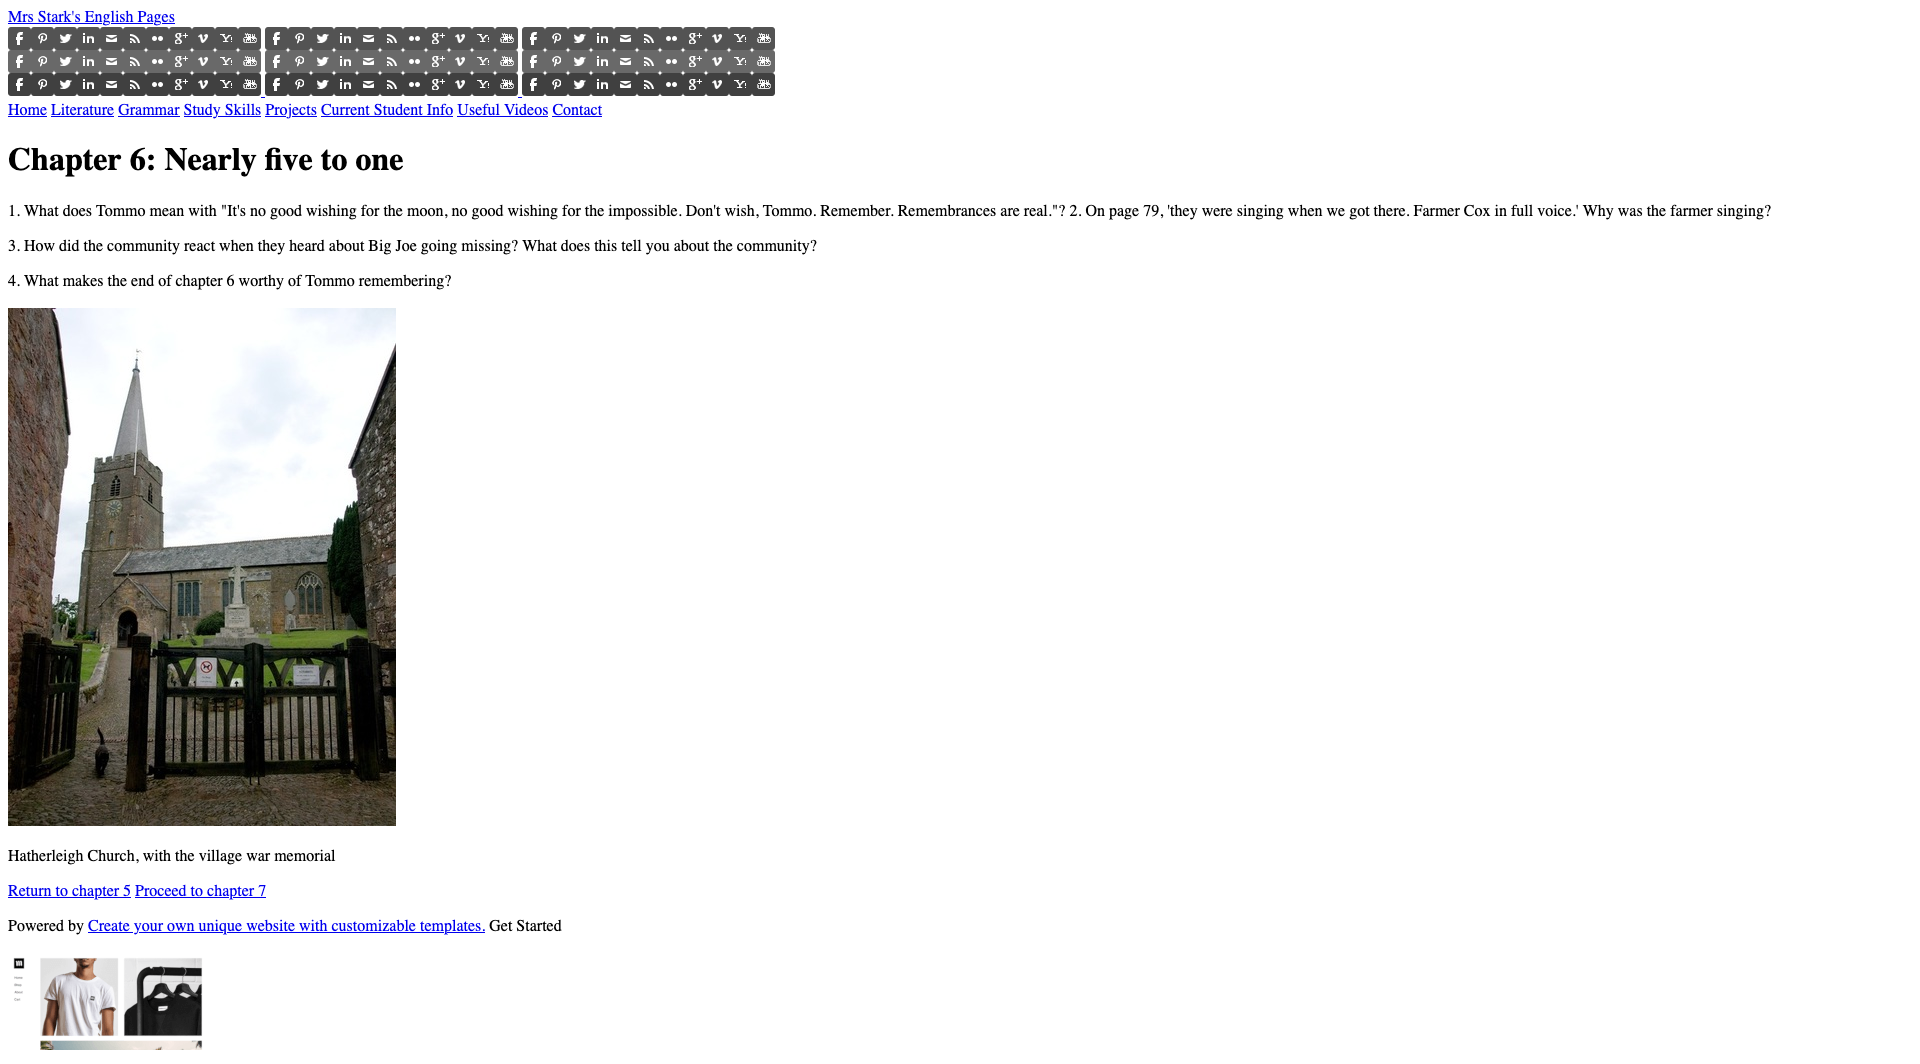 Mrs Stark's English Pages
Home Literature Grammar Study Skills Projects Current Student Info Useful Videos Contact
Chapter 6: Nearly five to one
1. What does Tommo mean with "It's no good wishing for the moon, no good wishing for the impossible. Don't wish, Tommo. Remember. Remembrances are real."? 2. On page 79, 'they were singing when we got there. Farmer Cox in full voice.' Why was the farmer singing?
3. How did the community react when they heard about Big Joe going missing? What does this tell you about the community?
4. What makes the end of chapter 6 worthy of Tommo remembering?
Hatherleigh Church, with the village war memorial
Return to chapter 5 Proceed to chapter 7
Powered by Create your own unique website with customizable templates. Get Started